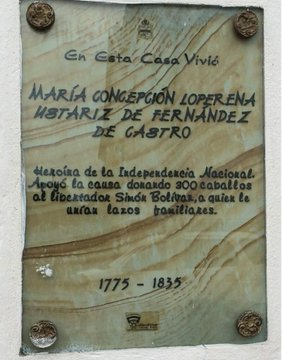 En Esta Casa Vivió
MARÍA CONCEPCIÓN LOPERENA
USTARIZ DE FERNÁNDEZ
DE CASTRO
Heroína de la Independencia Nacional.
Apoyó la causa donando 300 caballos
al libertador Simón Bolívar, a quien le
unían lazos familiares.
1775 - 1835